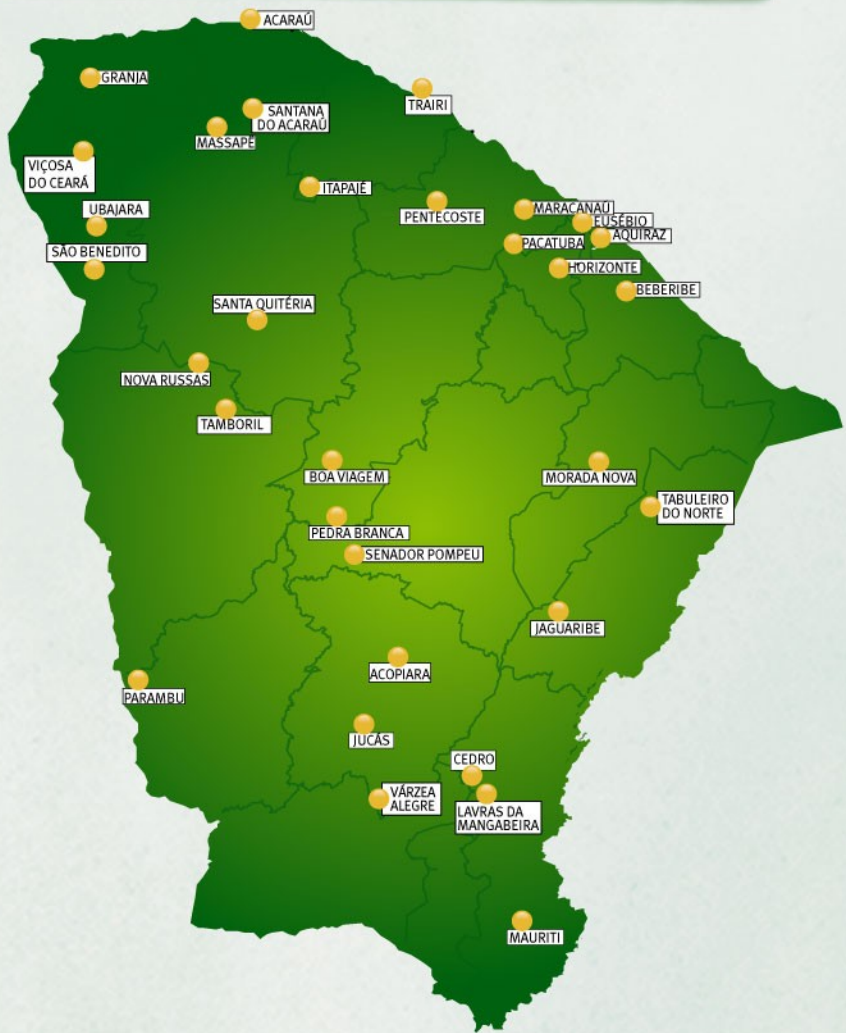 ACARAÚ
GRANJA
TRAIRI
SANTANA
DO ACARAÚ
MASSAPÊ
VIÇOSA
DO CEARÁ
ITAPAJÉ
UBAJARA
PENTECOSTE
MARACANAÚ
EUSÉBIO
AQUIRAZ
PACATUBA
SÃO BENEDITO
HORIZONTE
BEBERIBE
SANTA QUITÉRIA
NOVA RUSSAS
TAMBORIL
BOA VIAGEM
MORADA NOVA
TABULEIRO
DO NORTE
PEDRA BRANCA
SENADOR POMPEU
JAGUARIBE
ACOPIARA
PARAMBU
JUCÁS
CEDRO
VÁRZEA
ALEGRE
LAVRAS DA
MANGABEIRA
MAURITI